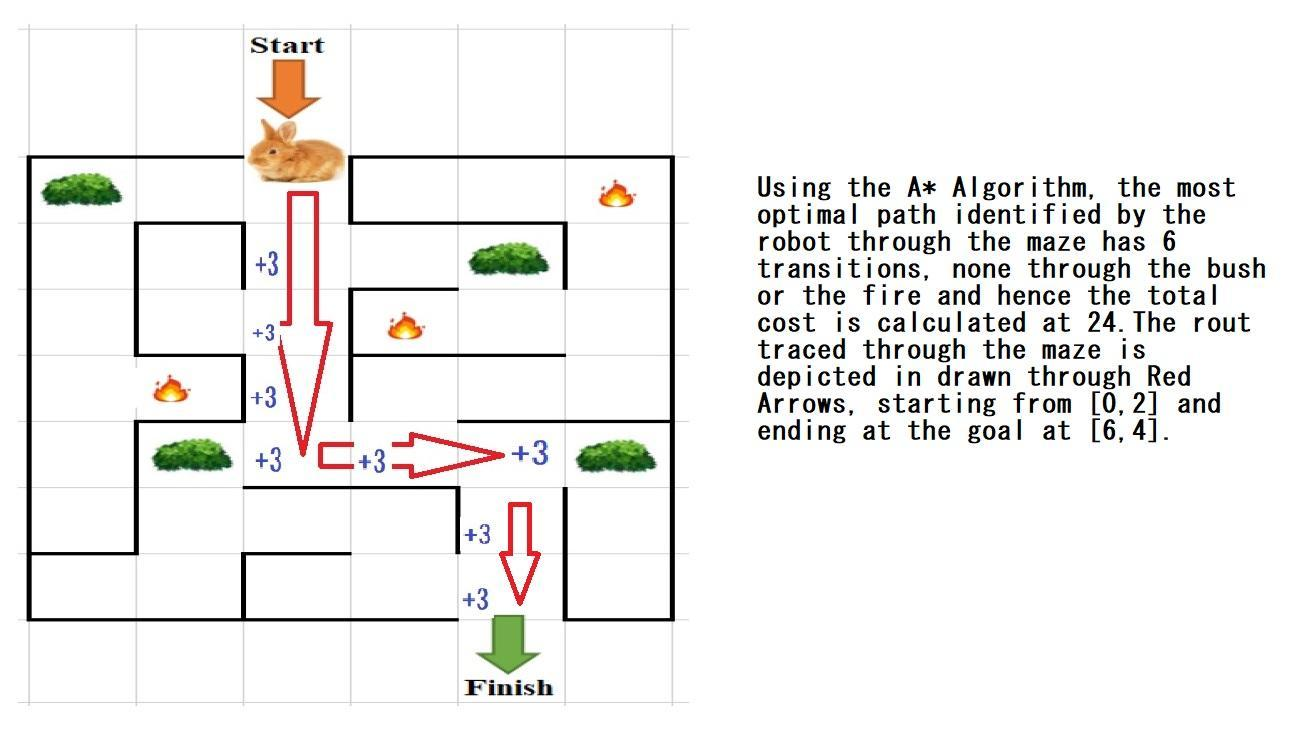 Start
+3
+3
+3
+3
+3
+3
+3
+3
Finish
Using the A* Algorithm, the most
optimal path identified by the
robot through the maze has 6
transitions, none through the bush
or the fire and hence the total
cost is calculated at 24.The rout
traced through the maze is
depicted in drawn through Red
Arrows, starting from [0,2] and
ending at the goal at [6,4].